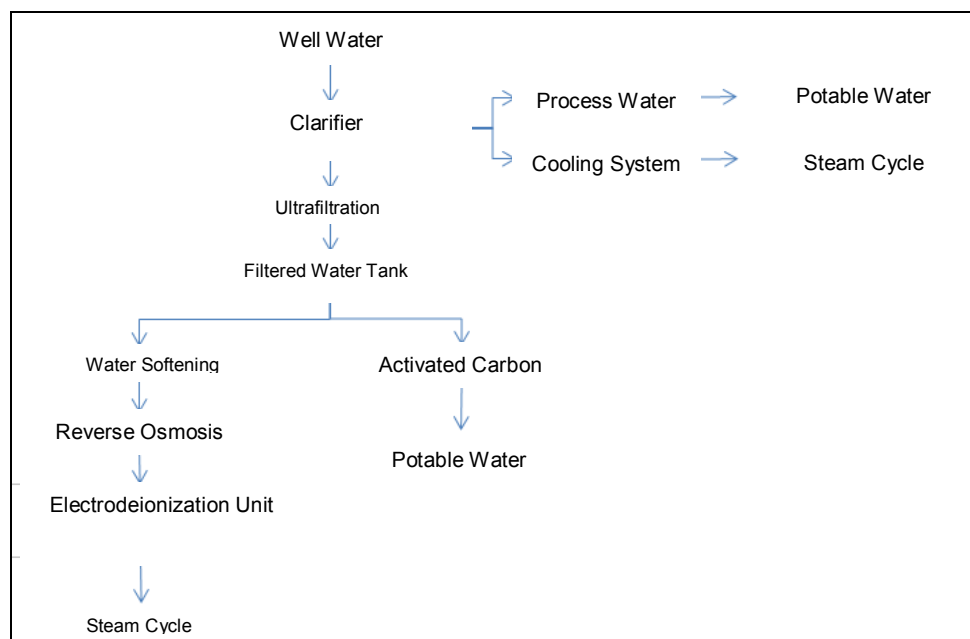 Well Water
Process Water
Potable Water
Clarifier
Cooling System
Steam Cycle
Ultrafiltration
Filtered Water Tank
Water Softening
Activated Carbon
Reverse Osmosis
Potable Water
Electrodeionization Unit
Steam Cycle